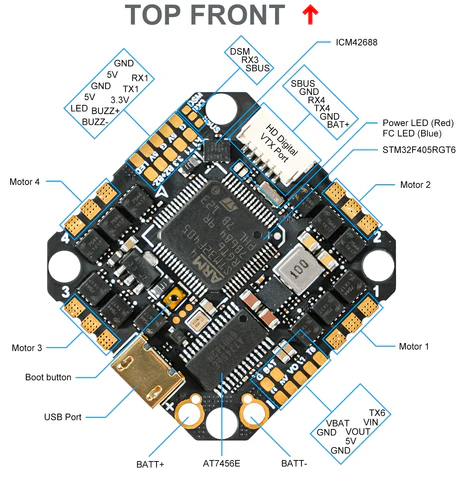 TOP FRONT
ICM42688
DSM
RX3
SBUS
GND
5V
RX1
GND
TX1
5V
3.3V
LED
BUZZ+
BUZZ-
SBUS
GND
RX4
TX4
GND
BAT+
HD Digital
VTX Port
Power LED (Red)
FC LED (Blue)
STM32F405RGT6
Motor 4
Motor 2
4
2
ARM
100
3
1
Motor 3
Motor 1
Boot button
USB Port
BATT+
AT7456E
BATT-
TX6
VBAT
VIN
GND
VOUT
5V
GND